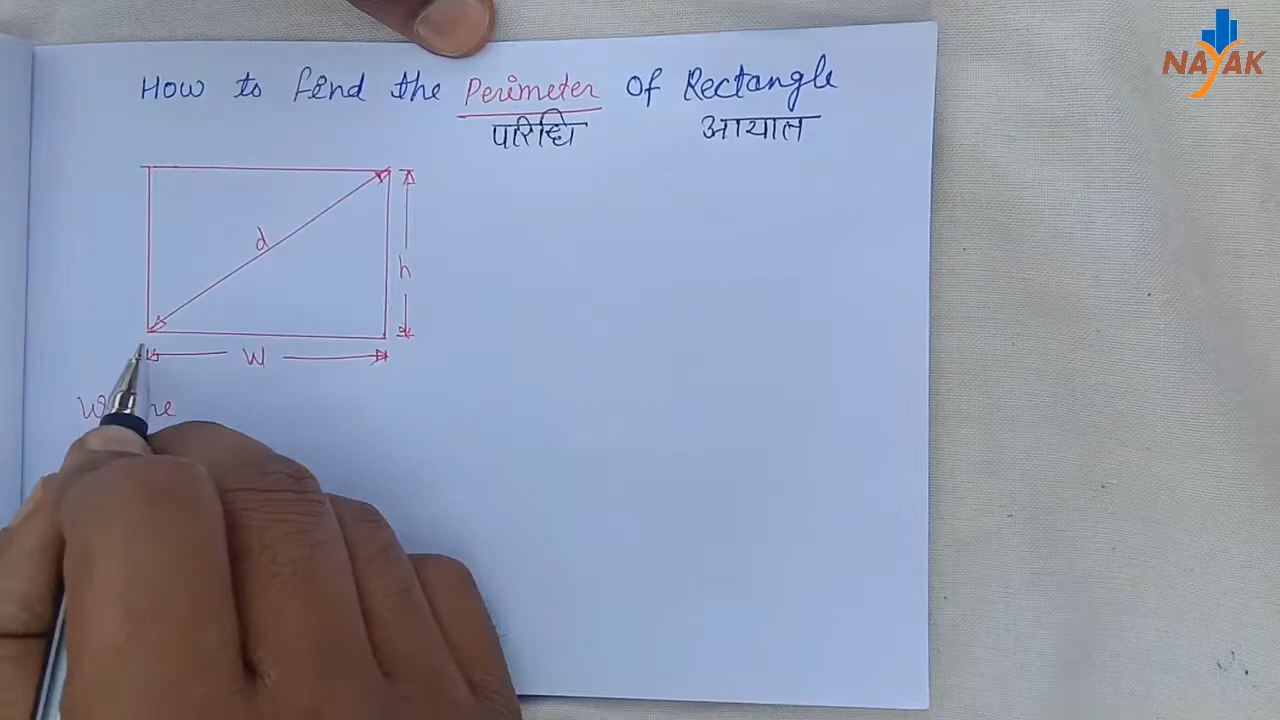 How to find the Perimeter of Rectangle
परिधि आयात
d
h
W
NAYAK